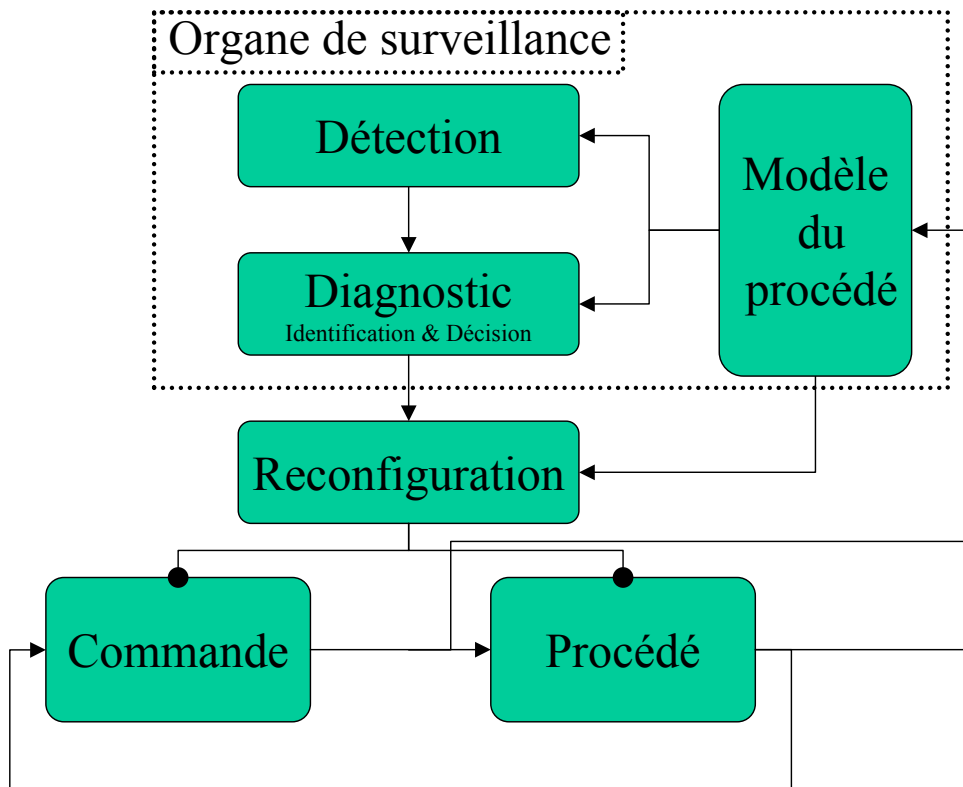 Organe de surveillance
Détection
Modèle
du
procédé
Diagnostic
Identification & Décision
Reconfiguration
Commande
Procédé